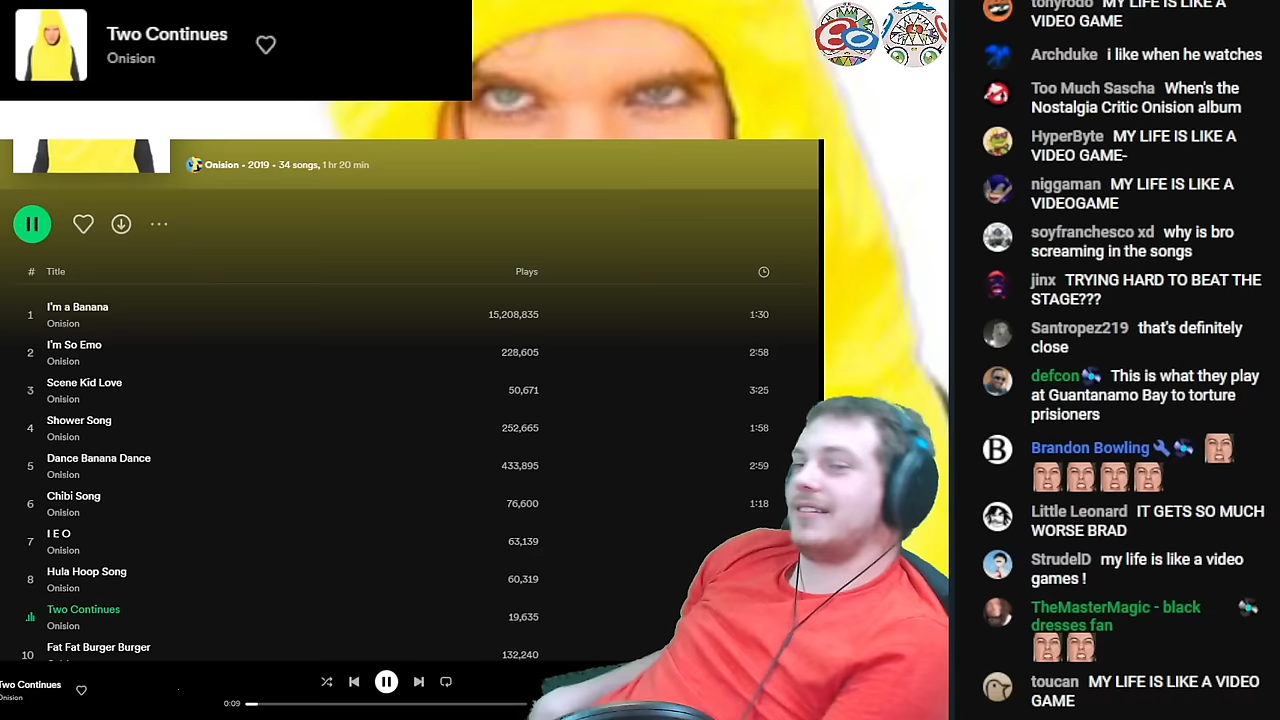 Two Continues
Onision
Onision • 2019 • 34 songs, 1 hr 20 min
# Title Plays
1 I'm a Banana 15,208,835 1:30
Onision
2 I'm So Emo 228,605 2:58
Onision
3 Scene Kid Love 50,671 3:25
Onision
4 Shower Song 252,665 1:58
Onision
5 Dance Banana Dance 433,895 2:59
Onision
6 Chibi Song 76,600 1:18
Onision
7 I E O 63,139
Onision
8 Hula Hoop Song 60,319
Onision
Two Continues 19,635
Onision
10 Fat Fat Burger Burger 132,240
Two Continues
Onision
0:09
tonyrodo MY LIFE IS LIKE A
VIDEO GAME
Archduke i like when he watches
Too Much Sascha When's the
Nostalgia Critic Onision album
HyperByte MY LIFE IS LIKE A
VIDEO GAME-
niggaman MY LIFE IS LIKE A
VIDEOGAME
soyfranchesco xd why is bro
screaming in the songs
jinx TRYING HARD TO BEAT THE
STAGE???
Santropez219 that's definitely
close
defcon This is what they play
at Guantanamo Bay to torture
prisioners
B Brandon Bowling
Little Leonard IT GETS SO MUCH
WORSE BRAD
StrudelD my life is like a video
games !
TheMasterMagic - black
dresses fan
toucan MY LIFE IS LIKE A VIDEO
GAME